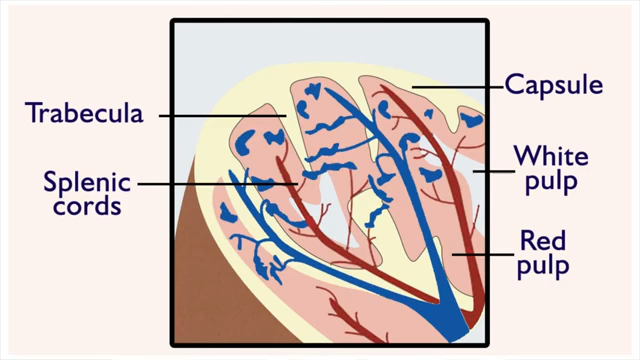 Trabecula
Splenic
cords
Capsule
White
pulp
Red
pulp